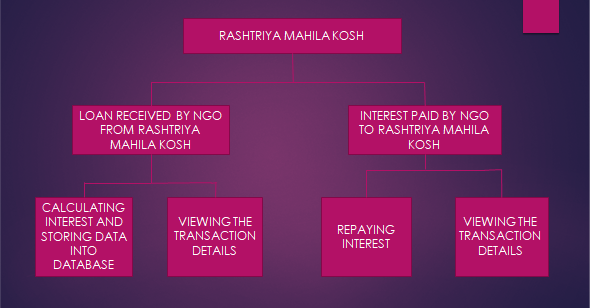 RASHTRIYA MAHILA KOSH
LOAN RECEIVED BY NGO
FROM RASHTRIYA
MAHILA KOSH
INTEREST PAID BY NGO
TO RASHTRIYA MAHILA
KOSH
CALCULATING
INTEREST AND
STORING DATA
INTO
DATABASE
VIEWING THE
TRANSACTION
DETAILS
REPAYING
INTEREST
VIEWING THE
TRANSACTION
DETAILS